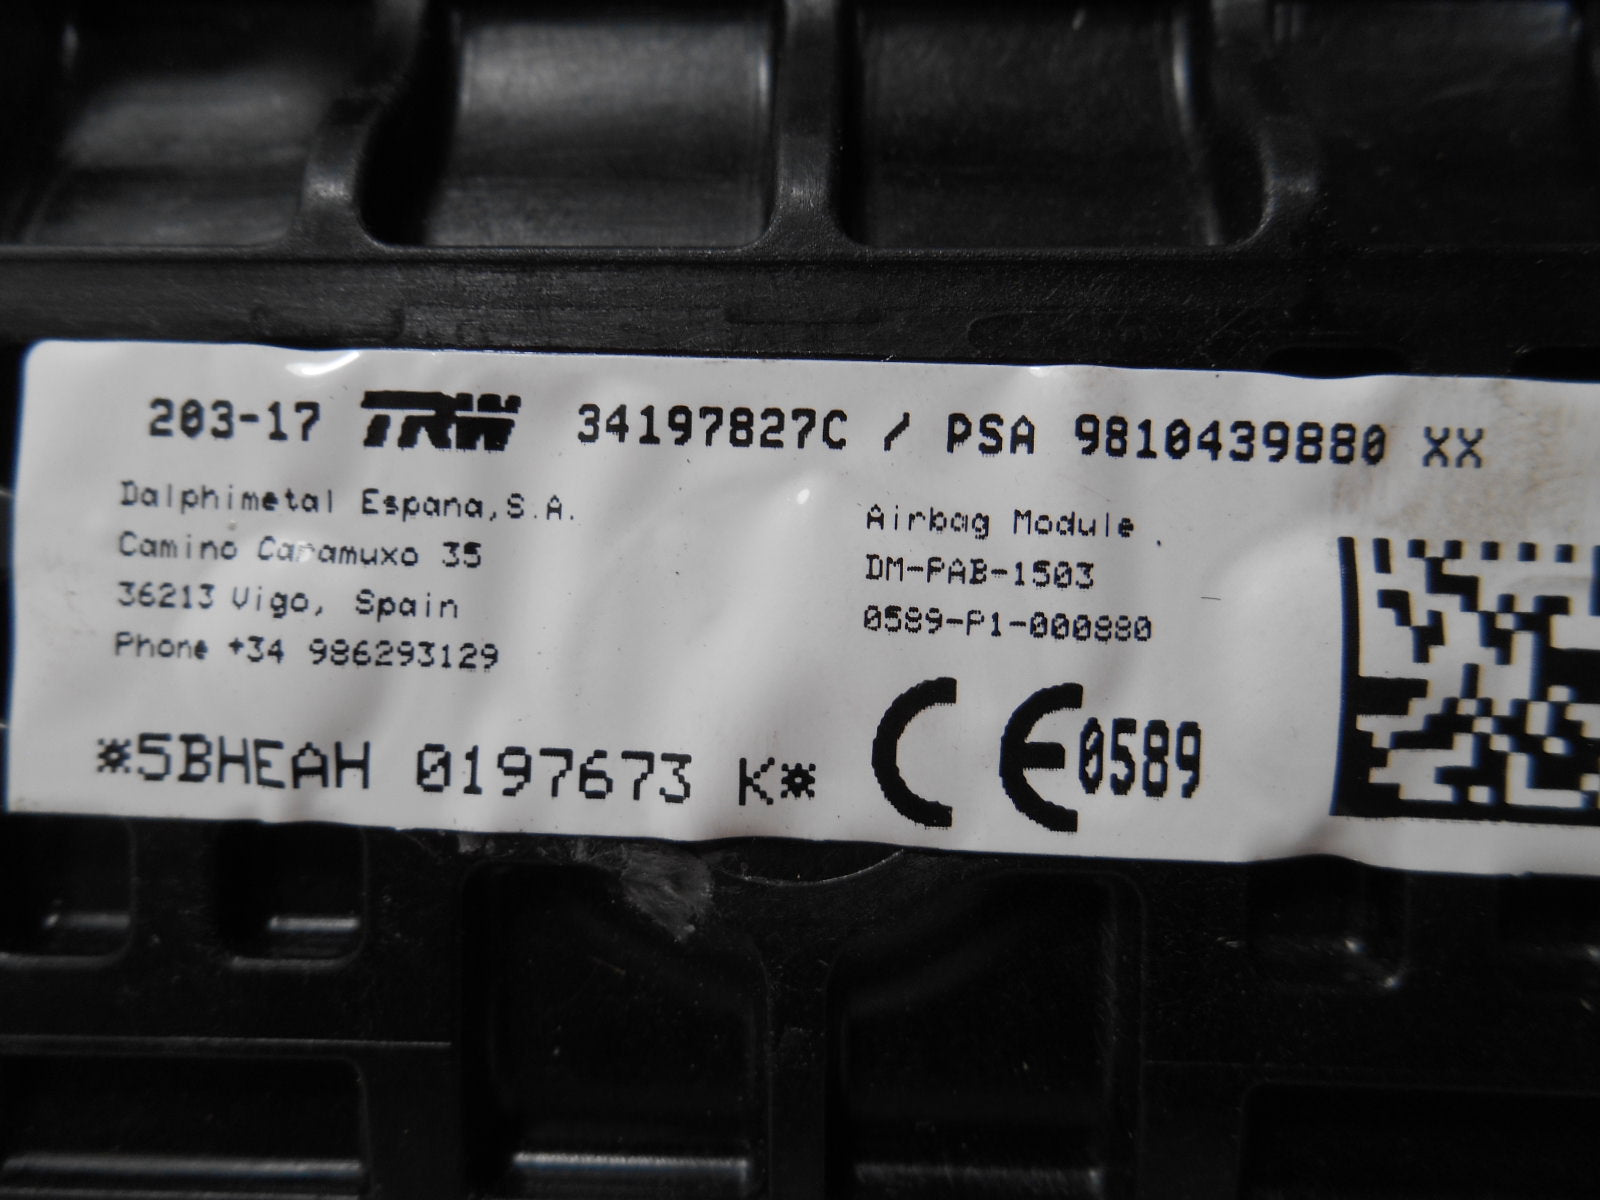 203-17 TRW 34197827C / PSA 9810439880 XX
Dalphimetal Espana,S.A.
Camino Caramuxo 35
36213 Vigo, Spain
Phone +34 986293129
Airbag Module
DM-PAB-1503
0589-P1-000880
*5BHEAH 0197673 K*
CE 0589